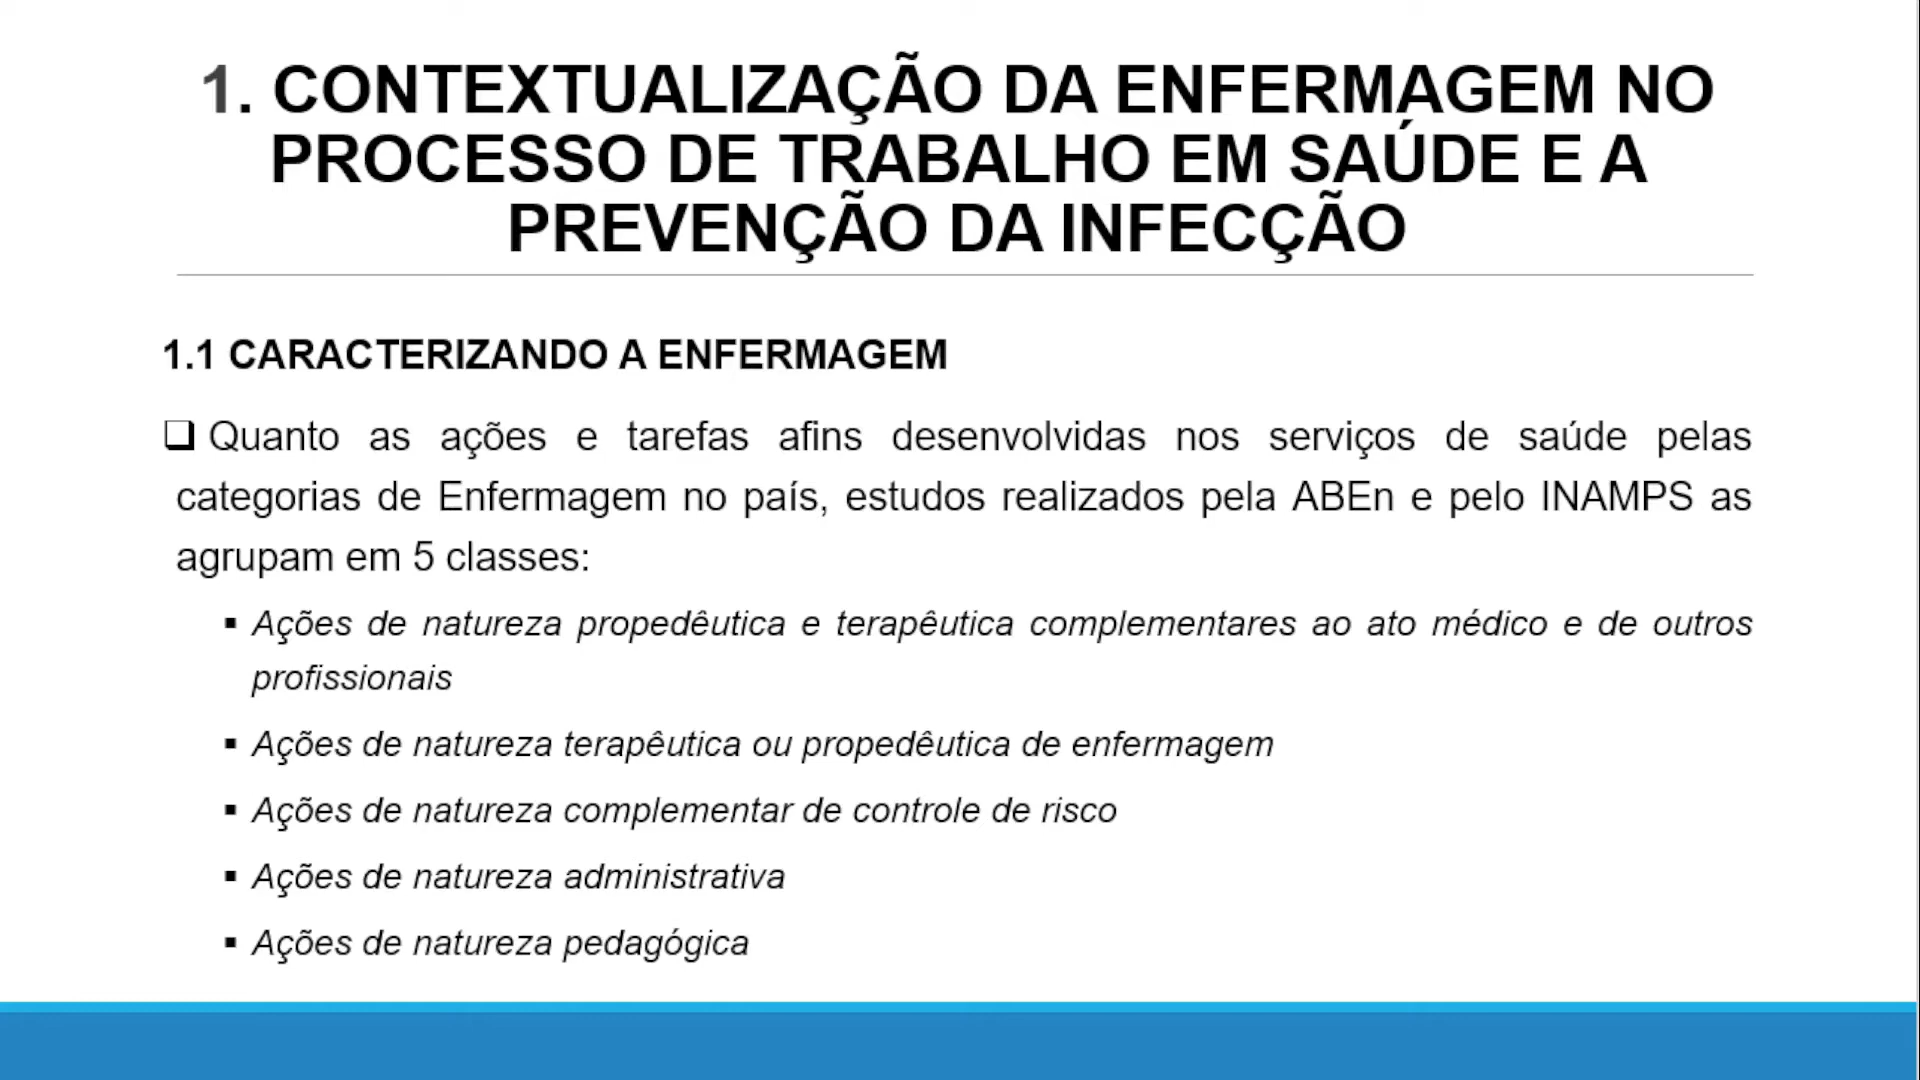 1. CONTEXTUALIZAÇÃO DA ENFERMAGEM NO
PROCESSO DE TRABALHO EM SAÚDE E A
PREVENÇÃO DA INFECÇÃO
1.1 CARACTERIZANDO A ENFERMAGEM
❑ Quanto as ações e tarefas afins desenvolvidas nos serviços de saúde pelas
categorias de Enfermagem no país, estudos realizados pela ABEn e pelo INAMPS as
agrupam em 5 classes:
▪ Ações de natureza propedêutica e terapêutica complementares ao ato médico e de outros
profissionais
▪ Ações de natureza terapêutica ou propedêutica de enfermagem
▪ Ações de natureza complementar de controle de risco
▪ Ações de natureza administrativa
▪ Ações de natureza pedagógica